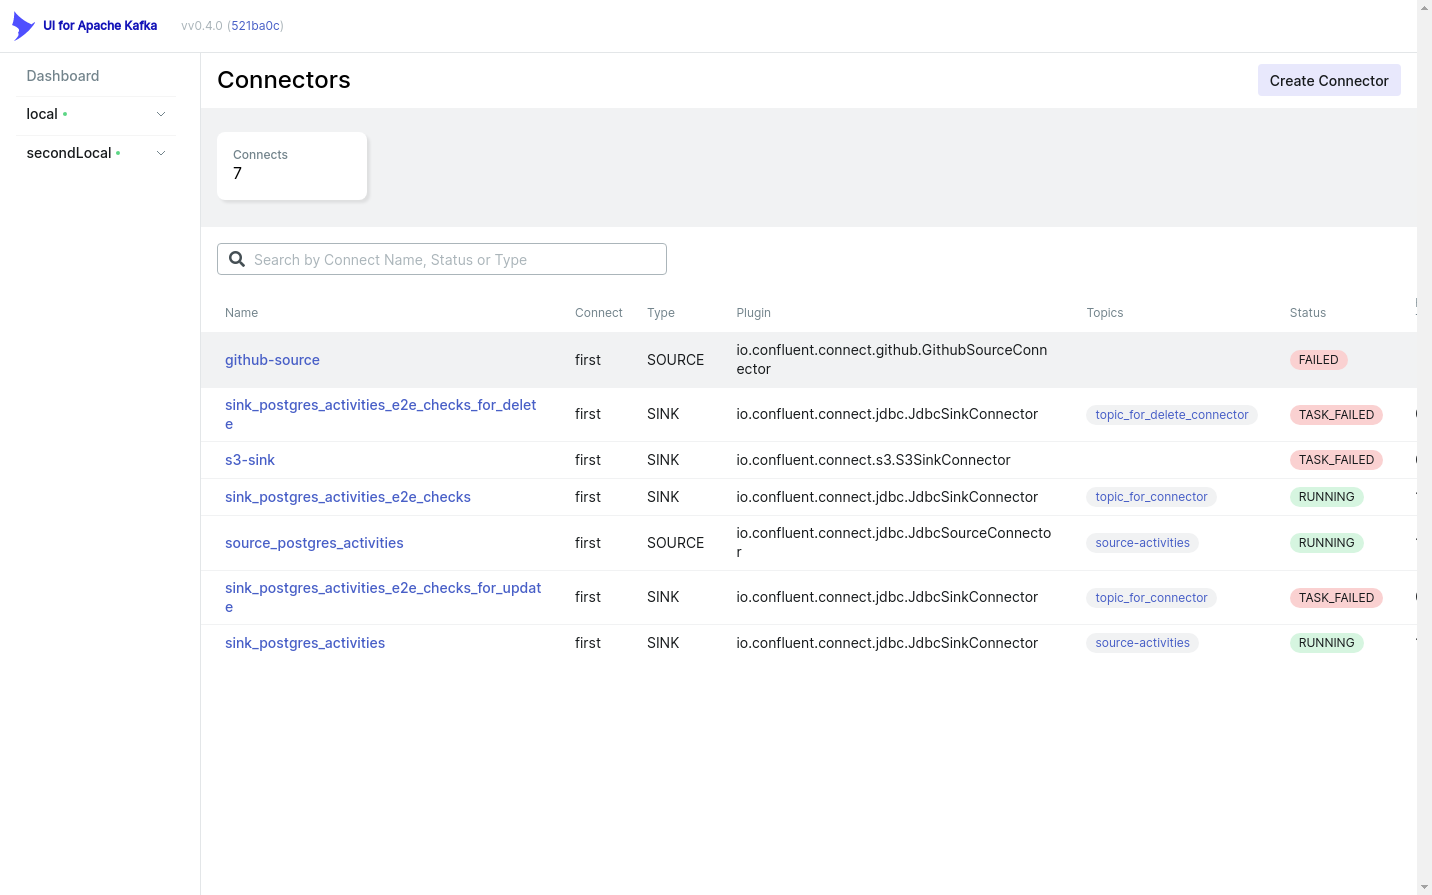 UI for Apache Kafka
vv0.4.0 (521ba0c)
Dashboard
local
secondLocal
Connectors
Create Connector
Connects
7
Search by Connect Name, Status or Type
Name Connect Type Plugin Topics Status
github-source first SOURCE io.confluent.connect.github.GithubSourceConn
ector FAILED
sink_postgres_activities_e2e_checks_for_delet
e first SINK io.confluent.connect.jdbc.JdbcSinkConnector topic_for_delete_connector TASK_FAILED
s3-sink first SINK io.confluent.connect.s3.S3SinkConnector TASK_FAILED
sink_postgres_activities_e2e_checks first SINK io.confluent.connect.jdbc.JdbcSinkConnector topic_for_connector RUNNING
source_postgres_activities first SOURCE io.confluent.connect.jdbc.JdbcSourceConnecto
r source-activities RUNNING
sink_postgres_activities_e2e_checks_for_updat
e first SINK io.confluent.connect.jdbc.JdbcSinkConnector topic_for_connector TASK_FAILED
sink_postgres_activities first SINK io.confluent.connect.jdbc.JdbcSinkConnector source-activities RUNNING